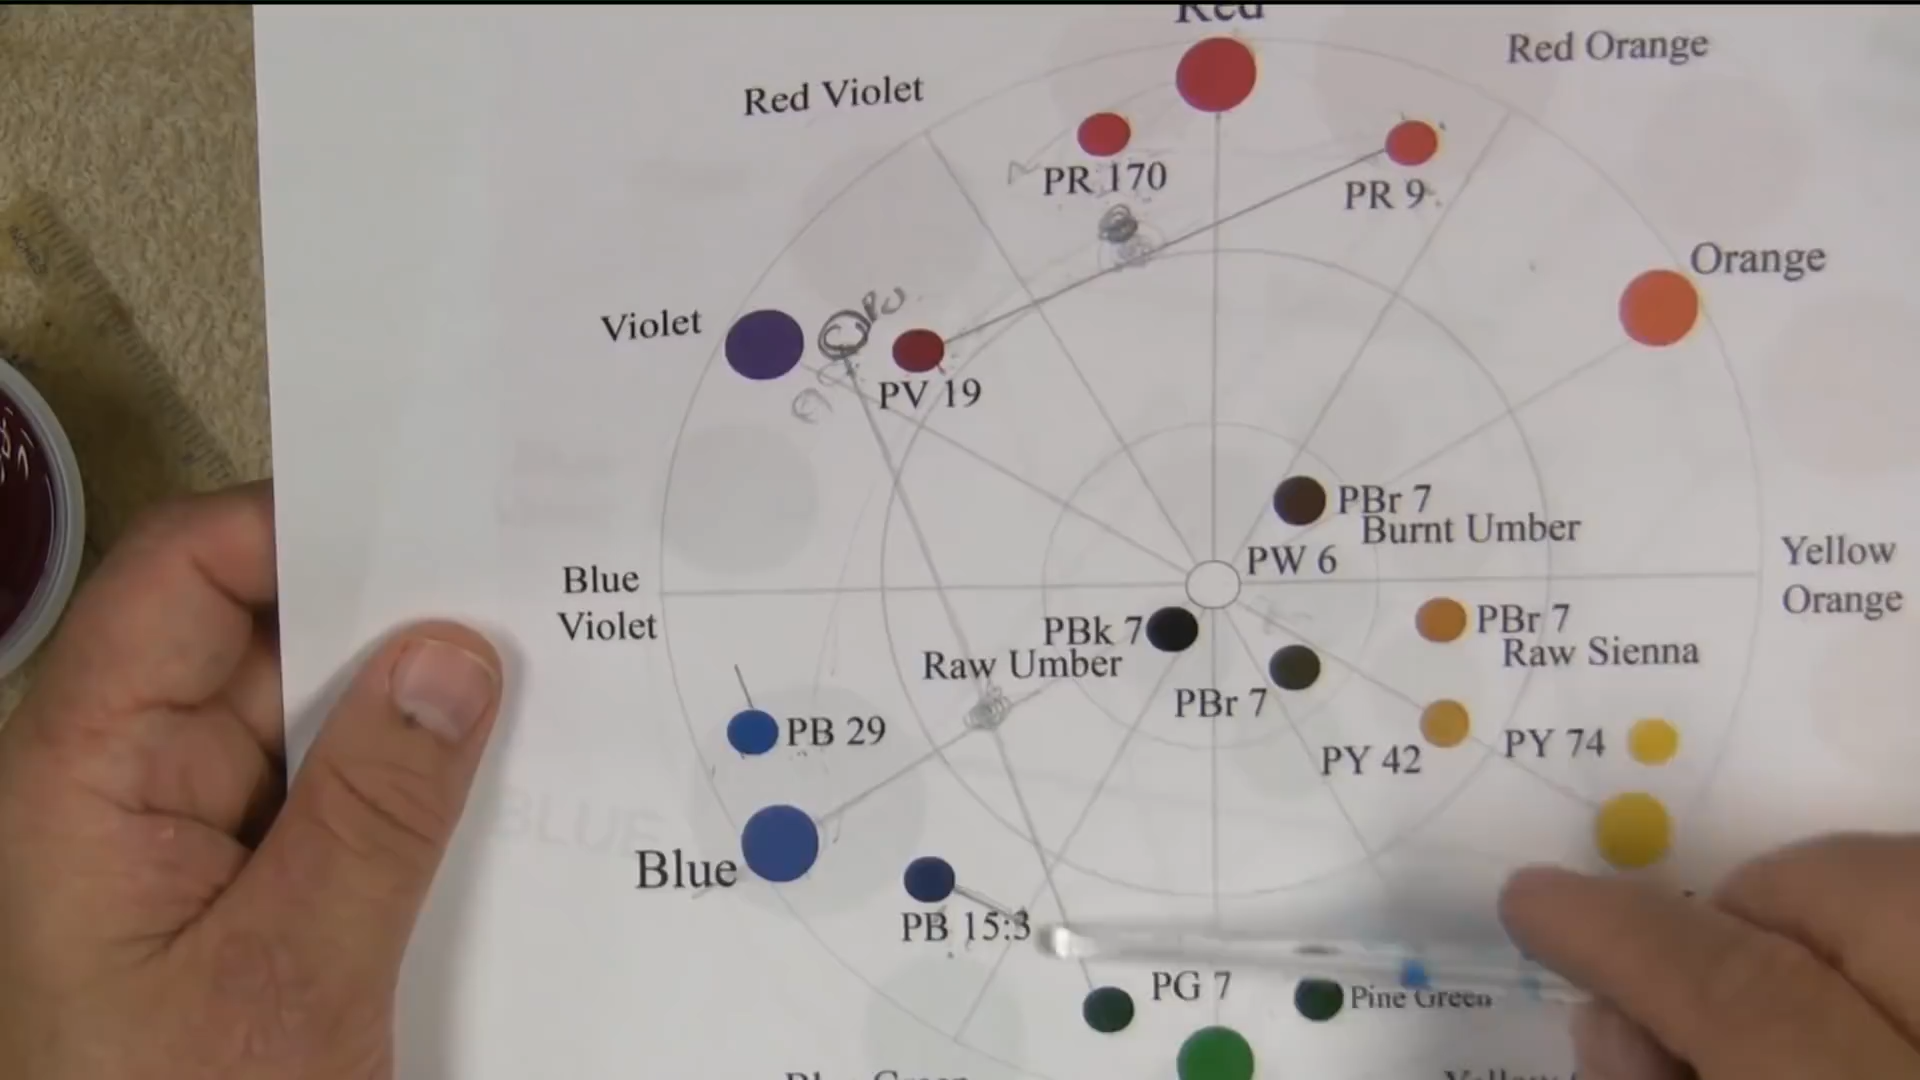 Red
Red Orange
Red Violet
PR 170
PR 9
Orange
Violet
PV 19
PBr 7
Burnt Umber
PW 6
Yellow
Orange
Blue
Violet
PBk 7
PBr 7
Raw Sienna
Raw Umber
PBr 7
PB 29
PY 42
PY 74
Blue
BLUE
PB 15:3
PG 7
Pine Green